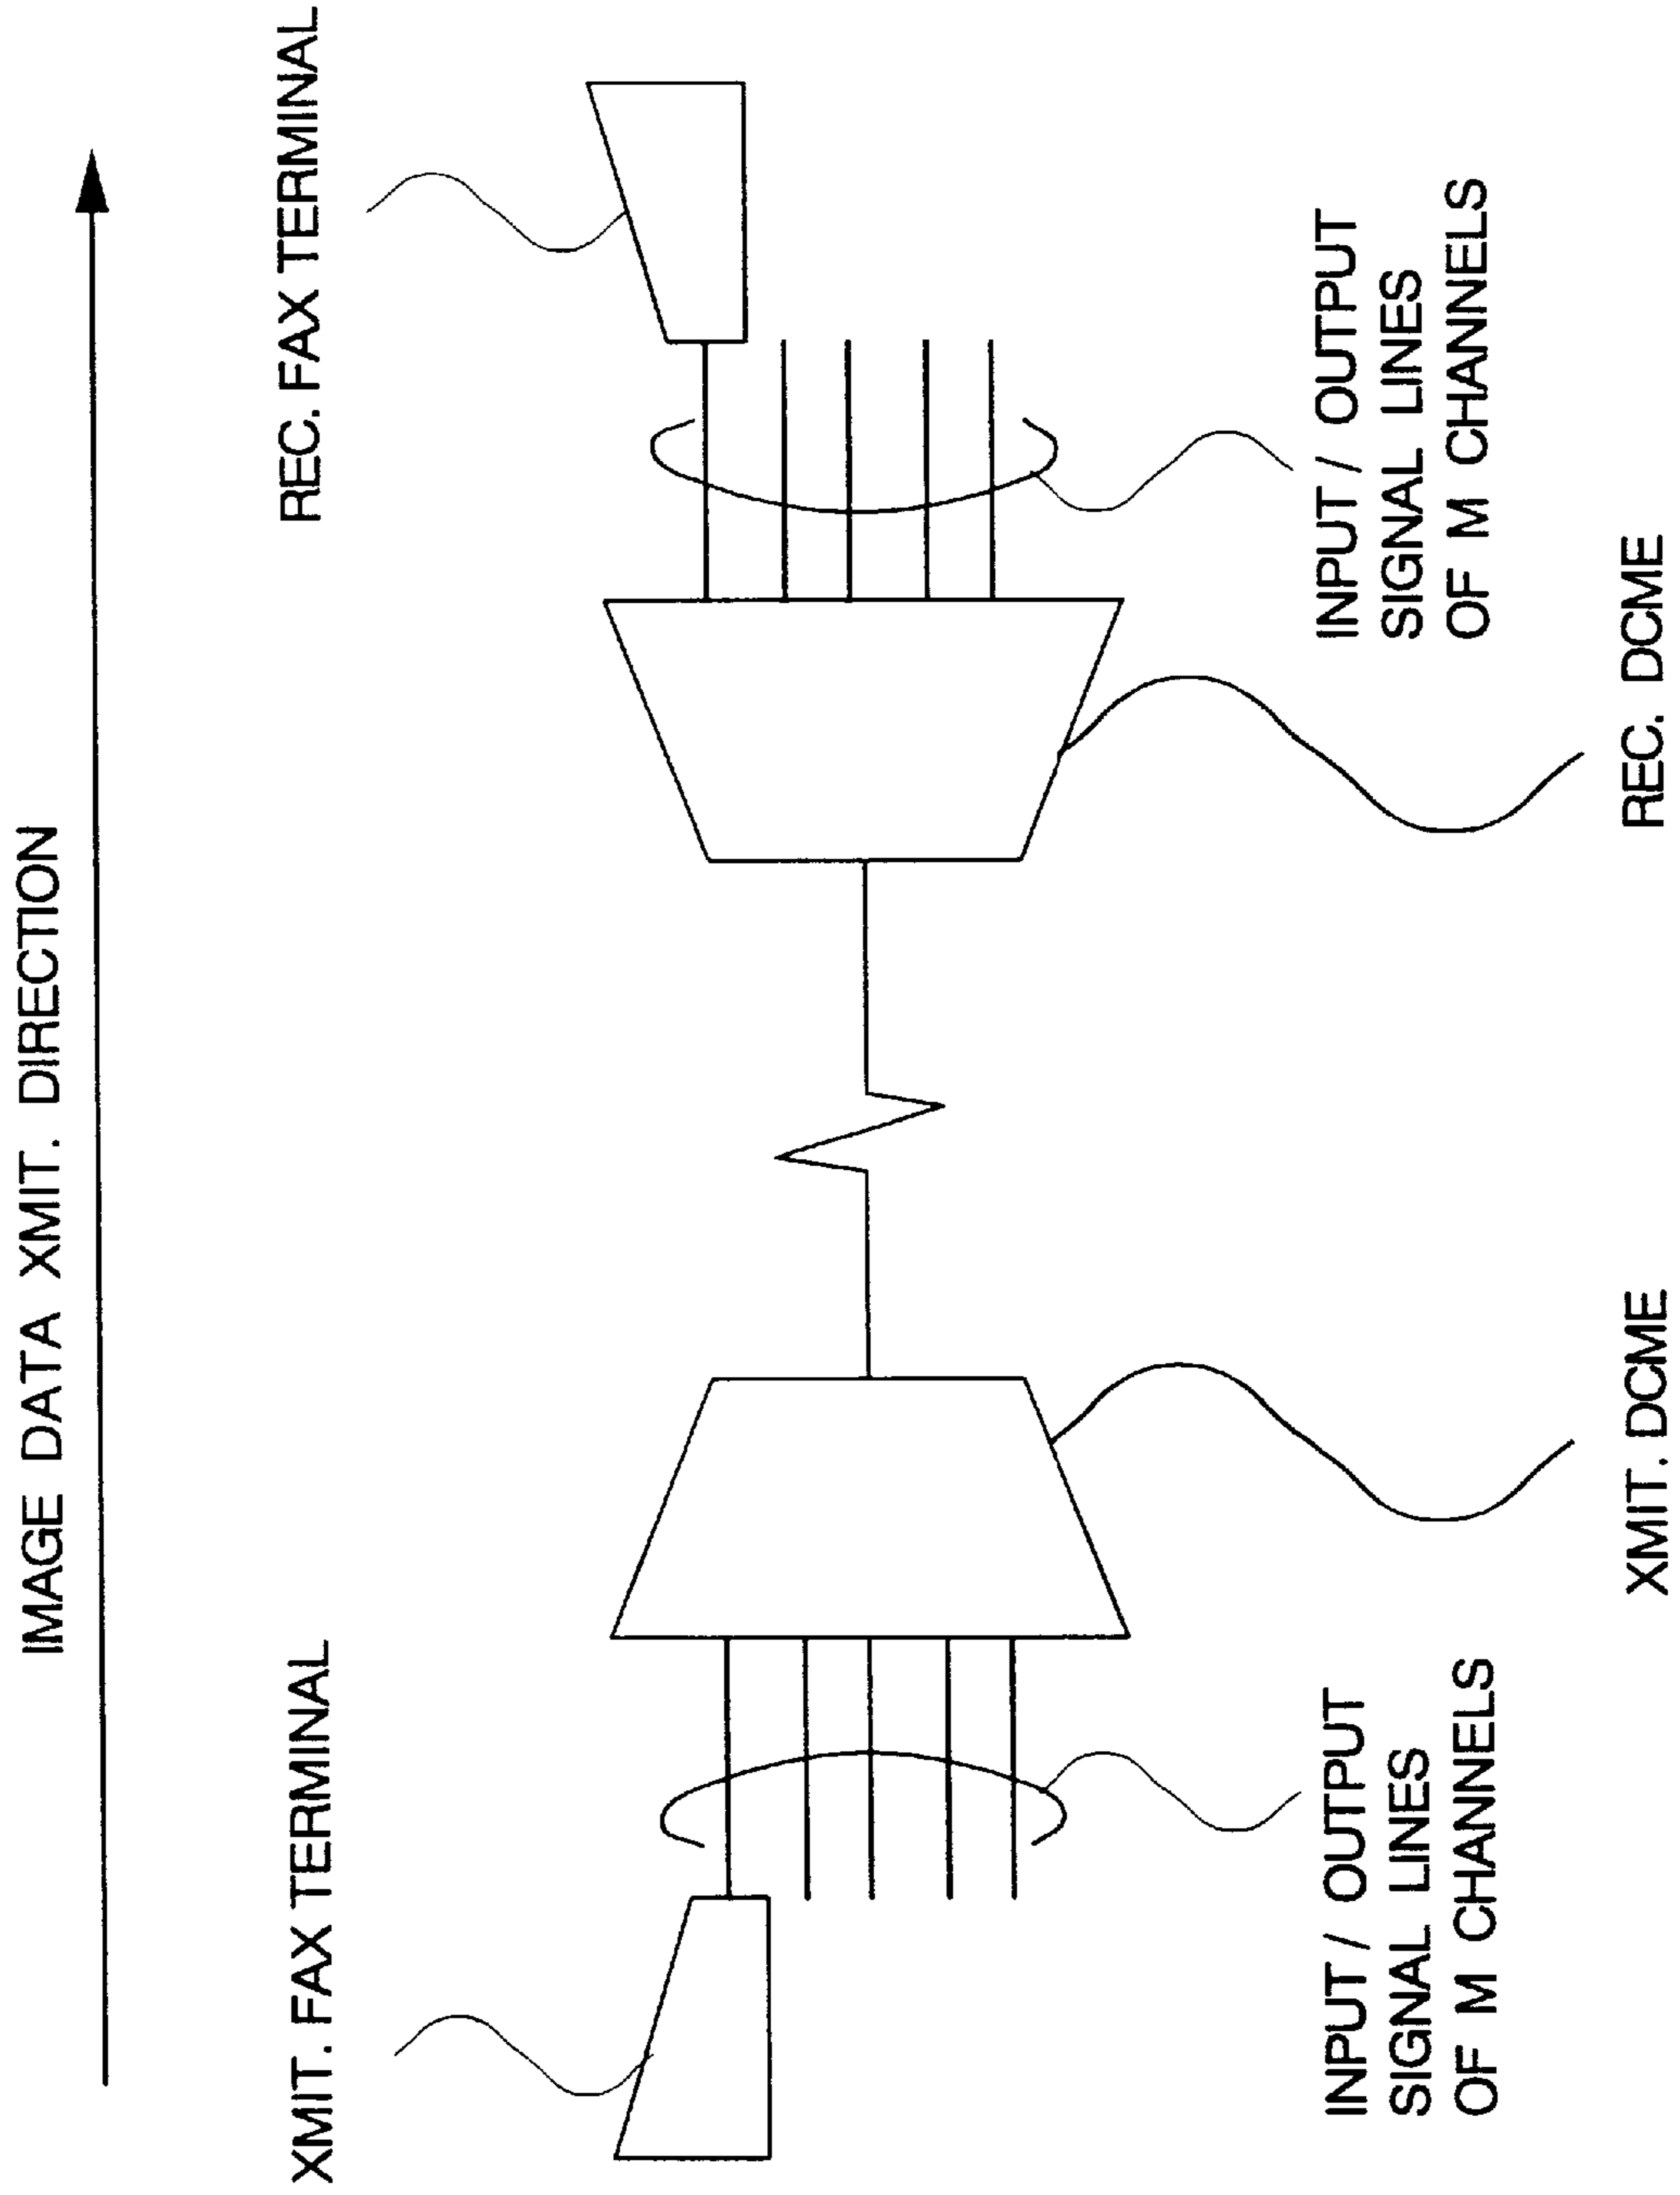 IMAGE DATA XMIT. DIRECTION
XMIT. FAX TERMINAL
REC. FAX TERMINAL
INPUT / OUTPUT
SIGNAL LINES
OF M CHANNELS
INPUT / OUTPUT
SIGNAL LINES
OF M CHANNELS
XMIT. DCME
REC. DCME